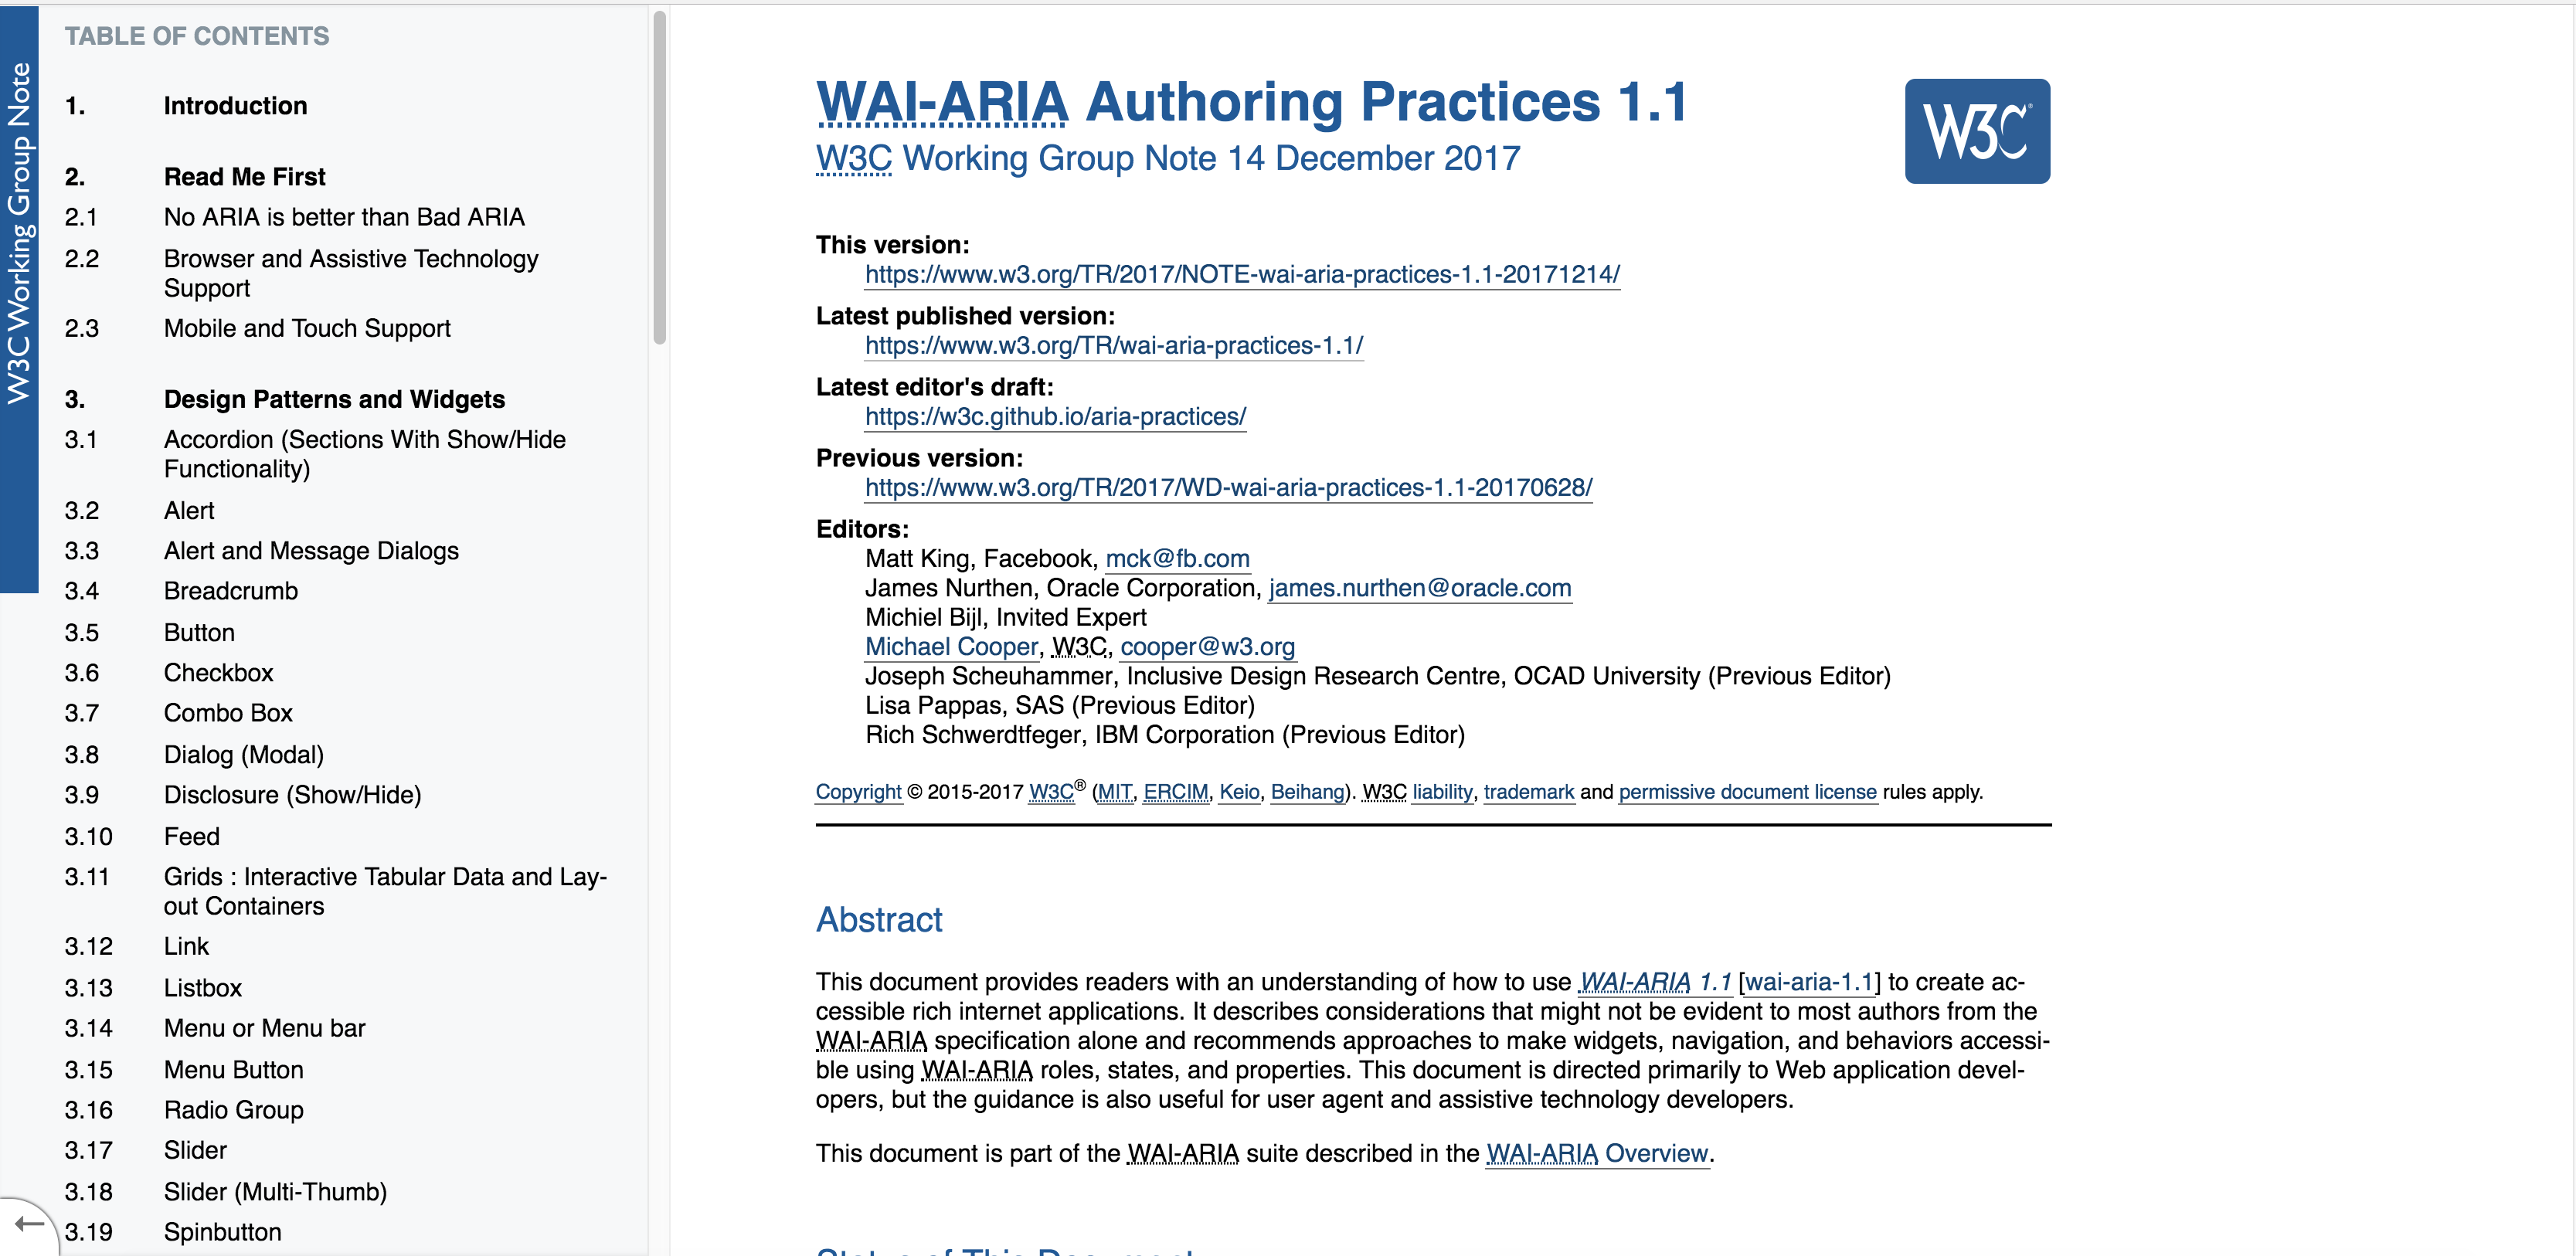 W3C Working Group Note
TABLE OF CONTENTS
1. Introduction
2. Read Me First
2.1 No ARIA is better than Bad ARIA
2.2 Browser and Assistive Technology
Support
2.3 Mobile and Touch Support
3. Design Patterns and Widgets
3.1 Accordion (Sections With Show/Hide
Functionality)
3.2 Alert
3.3 Alert and Message Dialogs
3.4 Breadcrumb
3.5 Button
3.6 Checkbox
3.7 Combo Box
3.8 Dialog (Modal)
3.9 Disclosure (Show/Hide)
3.10 Feed
3.11 Grids : Interactive Tabular Data and Lay-
out Containers
3.12 Link
3.13 Listbox
3.14 Menu or Menu bar
3.15 Menu Button
3.16 Radio Group
3.17 Slider
3.18 Slider (Multi-Thumb)
3.19 Spinbutton
WAI-ARIA Authoring Practices 1.1
W3C Working Group Note 14 December 2017
W3C®
This version:
https://www.w3.org/TR/2017/NOTE-wai-aria-practices-1.1-20171214/
Latest published version:
https://www.w3.org/TR/wai-aria-practices-1.1/
Latest editor's draft:
https://w3c.github.io/aria-practices/
Previous version:
https://www.w3.org/TR/2017/WD-wai-aria-practices-1.1-20170628/
Editors:
Matt King, Facebook, mck@fb.com
James Nurthen, Oracle Corporation, james.nurthen@oracle.com
Michiel Bijl, Invited Expert
Michael Cooper, W3C, cooper@w3.org
Joseph Scheuhammer, Inclusive Design Research Centre, OCAD University (Previous Editor)
Lisa Pappas, SAS (Previous Editor)
Rich Schwerdtfeger, IBM Corporation (Previous Editor)
Copyright © 2015-2017 W3C® (MIT, ERCIM, Keio, Beihang). W3C liability, trademark and permissive document license rules apply.
Abstract
This document provides readers with an understanding of how to use WAI-ARIA 1.1 [wai-aria-1.1] to create ac-
cessible rich internet applications. It describes considerations that might not be evident to most authors from the
WAI-ARIA specification alone and recommends approaches to make widgets, navigation, and behaviors accessi-
ble using WAI-ARIA roles, states, and properties. This document is directed primarily to Web application devel-
opers, but the guidance is also useful for user agent and assistive technology developers.
This document is part of the WAI-ARIA suite described in the WAI-ARIA Overview.
Status of This Document